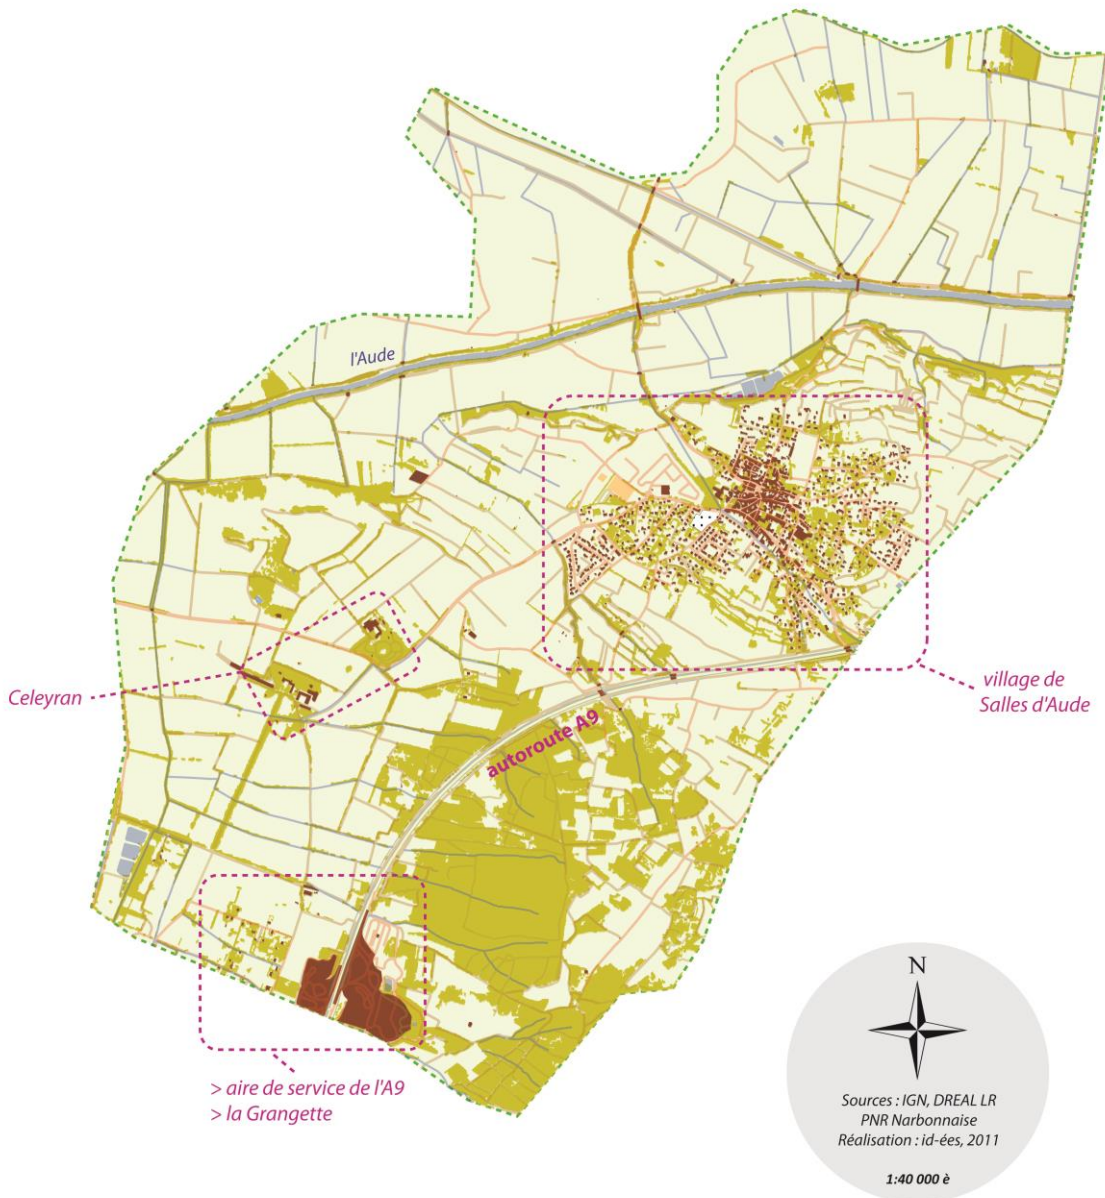 l'Aude
Celeyran
village de
Salles d'Aude
autoroute A9
> aire de service de l'A9
> la Grangette
N
Sources : IGN, DREAL LR
PNR Narbonnaise
Réalisation : id-ées, 2011
1:40 000 è